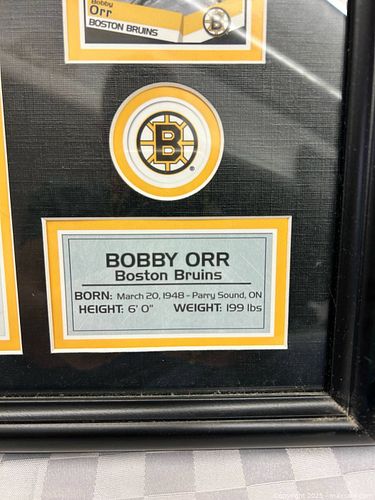 Bobby
Orr
BOSTON BRUINS
B
BOBBY ORR
Boston Bruins
BORN: March 20, 1948 - Parry Sound, ON
HEIGHT: 6' 0" WEIGHT: 199 lbs